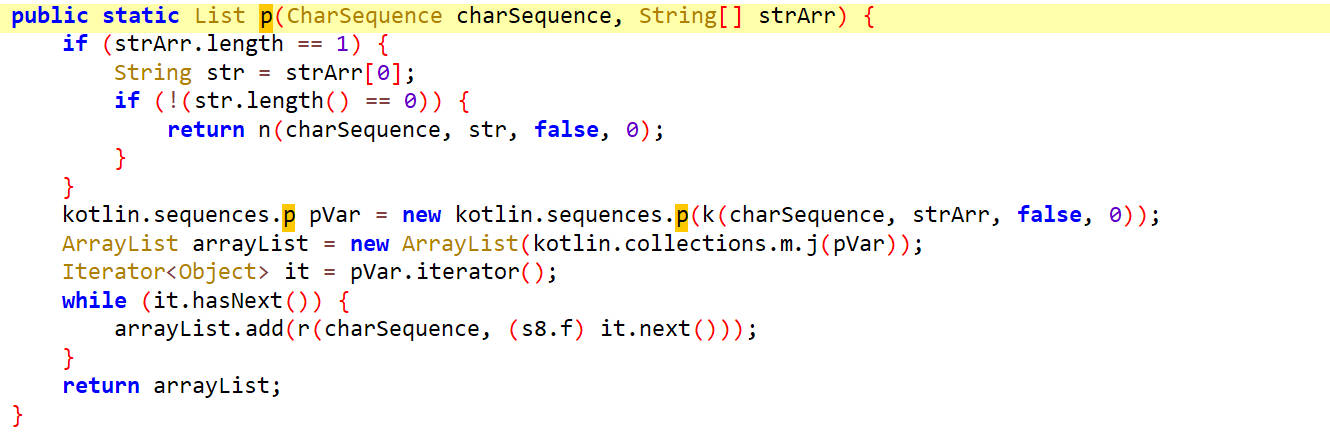 public static List p(CharSequence charSequence, String[] strArr) {
    if (strArr.length == 1) {
        String str = strArr[0];
        if (!(str.length() == 0)) {
            return n(charSequence, str, false, 0);
        }
    }
    kotlin.sequences.p pVar = new kotlin.sequences.p(k(charSequence, strArr, false, 0));
    ArrayList arrayList = new ArrayList(kotlin.collections.m.j(pVar));
    Iterator<Object> it = pVar.iterator();
    while (it.hasNext()) {
        arrayList.add(r(charSequence, (s8.f) it.next()));
    }
    return arrayList;
}